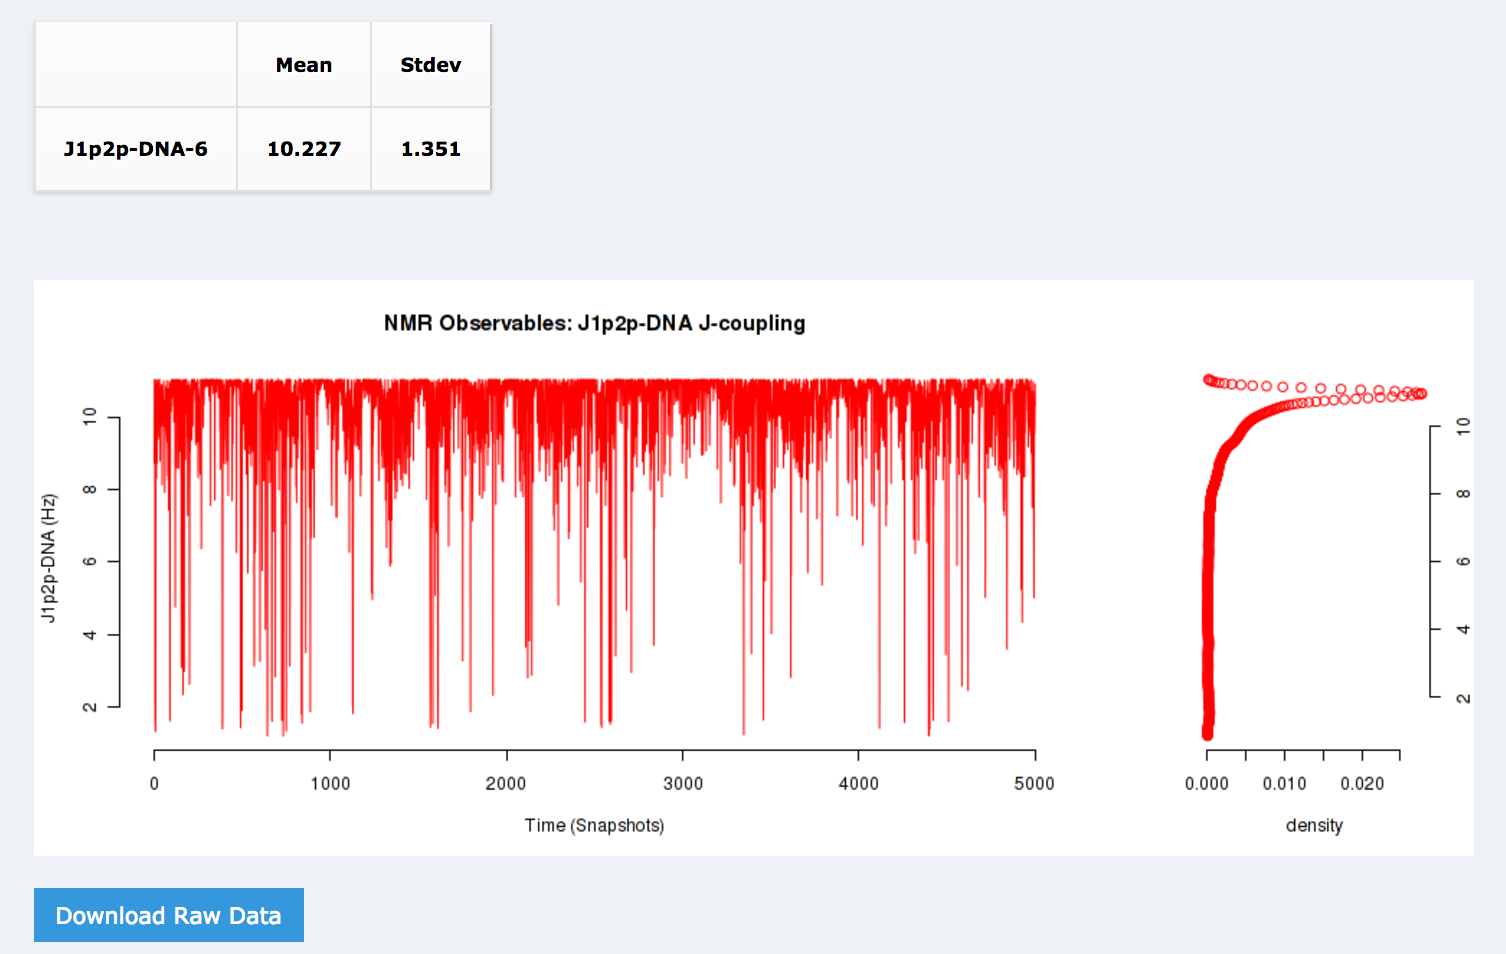 Mean Stdev
J1p2p-DNA-6 10.227 1.351
NMR Observables: J1p2p-DNA J-coupling
J1p2p-DNA (Hz)
10
8
6
4
2
0 1000 2000 3000 4000 5000
Time (Snapshots)
10
8
6
4
2
0.000 0.010 0.020
density
Download Raw Data